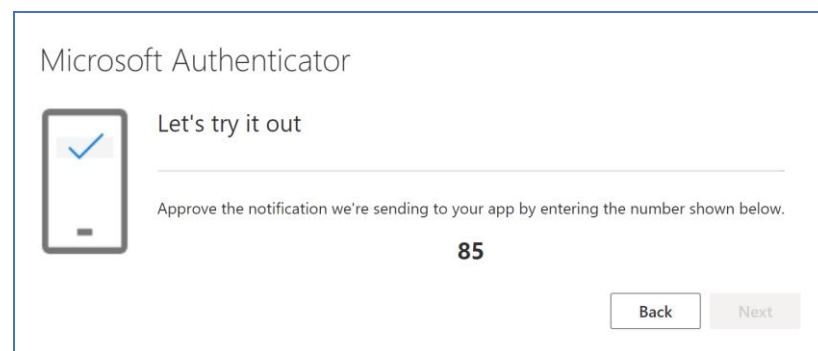 Microsoft Authenticator
Let's try it out
Approve the notification we're sending to your app by entering the number shown below.
85
Back
Next